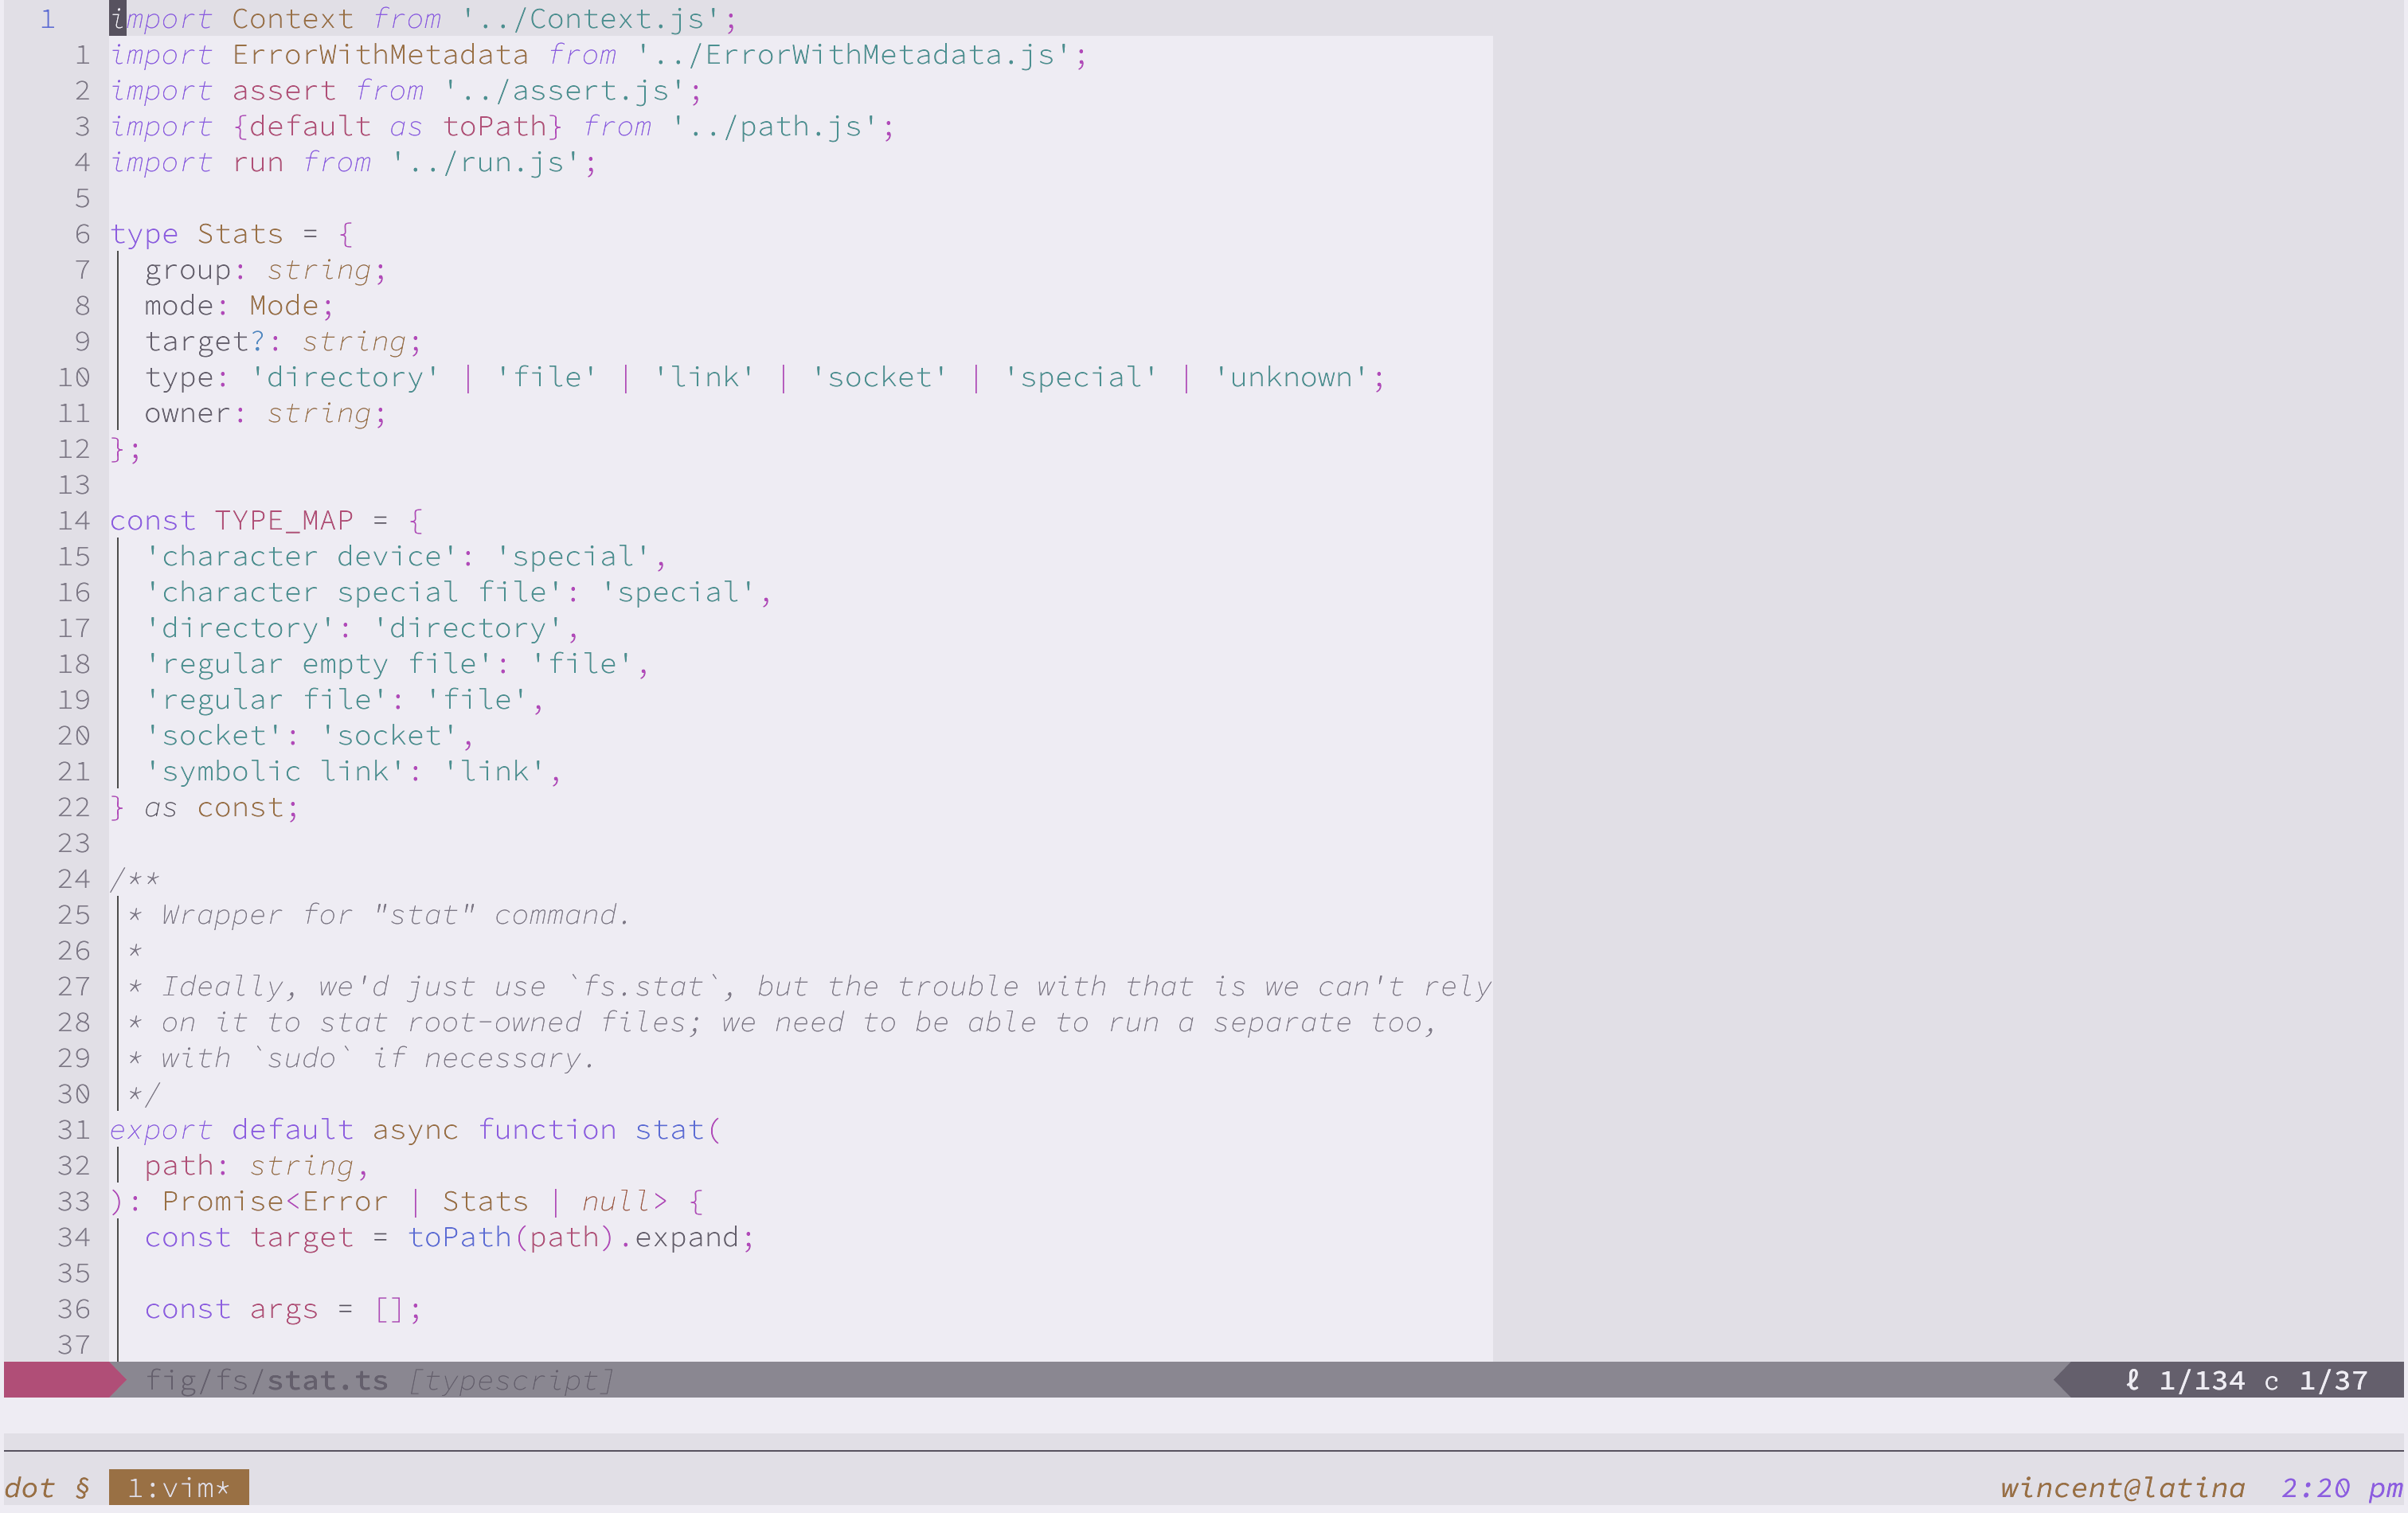 1 import Context from '../Context.js';
1 import ErrorWithMetadata from '../ErrorWithMetadata.js';
2 import assert from '../assert.js';
3 import {default as toPath} from '../path.js';
4 import run from '../run.js';
5
6 type Stats = {
7   group: string;
8   mode: Mode;
9   target?: string;
10   type: 'directory' | 'file' | 'link' | 'socket' | 'special' | 'unknown';
11   owner: string;
12 };
13
14 const TYPE_MAP = {
15   'character device': 'special',
16   'character special file': 'special',
17   'directory': 'directory',
18   'regular empty file': 'file',
19   'regular file': 'file',
20   'socket': 'socket',
21   'symbolic link': 'link',
22 } as const;
23
24 /**
25  * Wrapper for "stat" command.
26  *
27  * Ideally, we'd just use `fs.stat`, but the trouble with that is we can't rely
28  * on it to stat root-owned files; we need to be able to run a separate too,
29  * with `sudo` if necessary.
30  */
31 export default async function stat(
32   path: string,
33 ): Promise<Error | Stats | null> {
34   const target = toPath(path).expand;
35
36   const args = [];
37
fig/fs/stat.ts [typescript] ℓ 1/134 c 1/37
dot § 1:vim* wincent@latina 2:20 pm